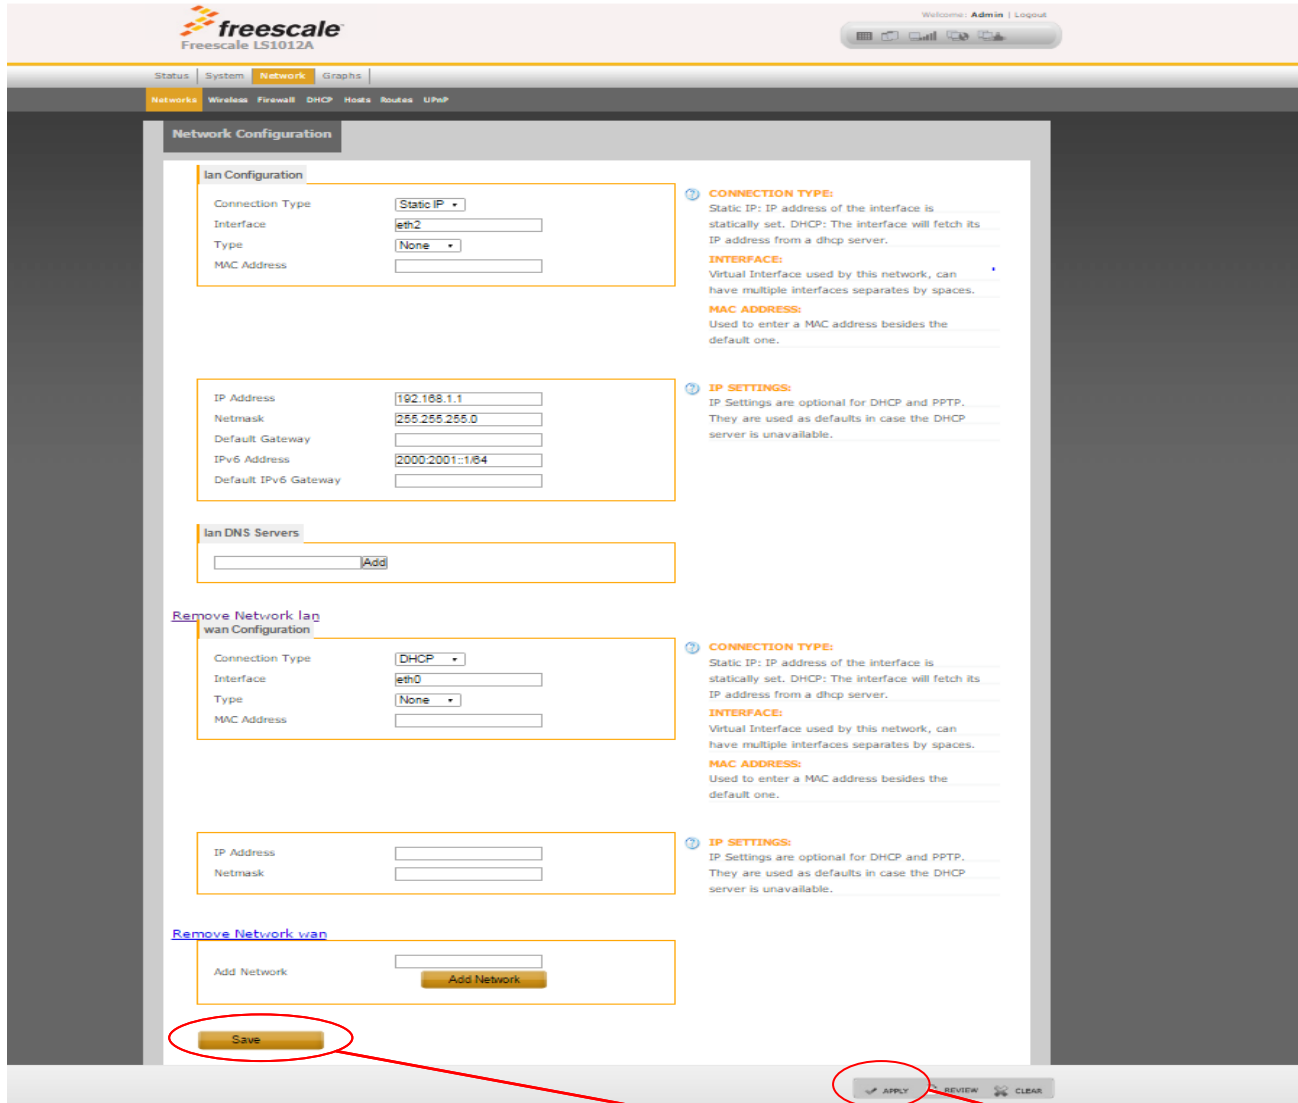 Welcome: Admin | Logout
freescale
Freescale LS1012A
Status System Network Graphs
Networks Wireless Firewall DHCP Hosts Routes UPnP
Network Configuration
lan Configuration
Connection Type Static IP
Interface eth2
Type None
MAC Address
CONNECTION TYPE:
Static IP: IP address of the interface is
statically set. DHCP: The interface will fetch its
IP address from a dhcp server.
INTERFACE:
Virtual Interface used by this network, can
have multiple interfaces separates by spaces.
MAC ADDRESS:
Used to enter a MAC address besides the
default one.
IP Address 192.168.1.1
Netmask 255.255.255.0
Default Gateway
IPv6 Address 2000:2001::1/64
Default IPv6 Gateway
IP SETTINGS:
IP Settings are optional for DHCP and PPTP.
They are used as defaults in case the DHCP
server is unavailable.
lan DNS Servers
Add
Remove Network lan
wan Configuration
Connection Type DHCP
Interface eth0
Type None
MAC Address
CONNECTION TYPE:
Static IP: IP address of the interface is
statically set. DHCP: The interface will fetch its
IP address from a dhcp server.
INTERFACE:
Virtual Interface used by this network, can
have multiple interfaces separates by spaces.
MAC ADDRESS:
Used to enter a MAC address besides the
default one.
IP Address
Netmask
IP SETTINGS:
IP Settings are optional for DHCP and PPTP.
They are used as defaults in case the DHCP
server is unavailable.
Remove Network wan
Add Network
Add Network
Save
APPLY REVIEW CLEAR